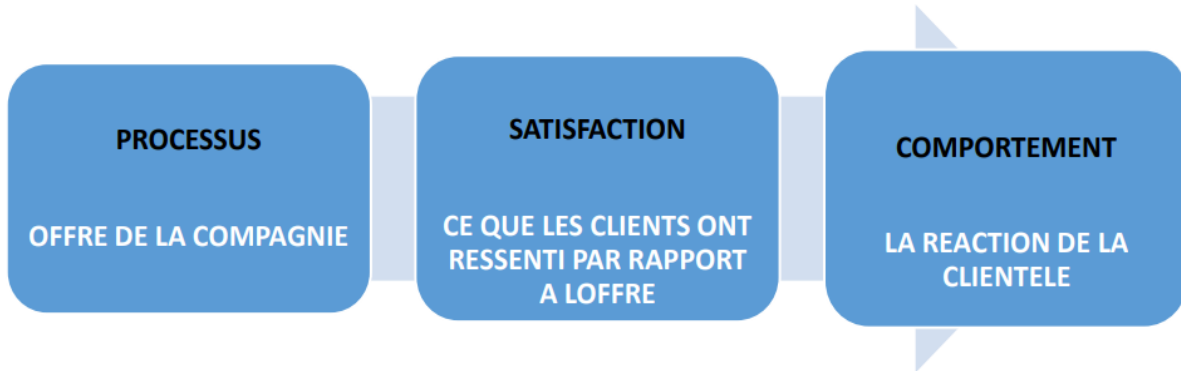 PROCESSUS
OFFRE DE LA COMPAGNIE
SATISFACTION
CE QUE LES CLIENTS ONT
RESSENTI PAR RAPPORT
A LOFFRE
COMPORTEMENT
LA REACTION DE LA
CLIENTELE